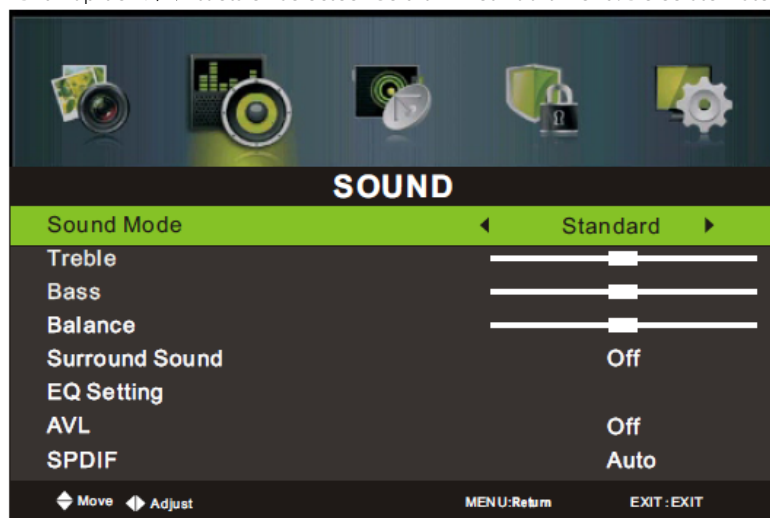 SOUND
Sound Mode Standard
Treble
Bass
Balance
Surround Sound Off
EQ Setting
AVL Off
SPDIF Auto
Move Adjust MENU:Return EXIT:EXIT